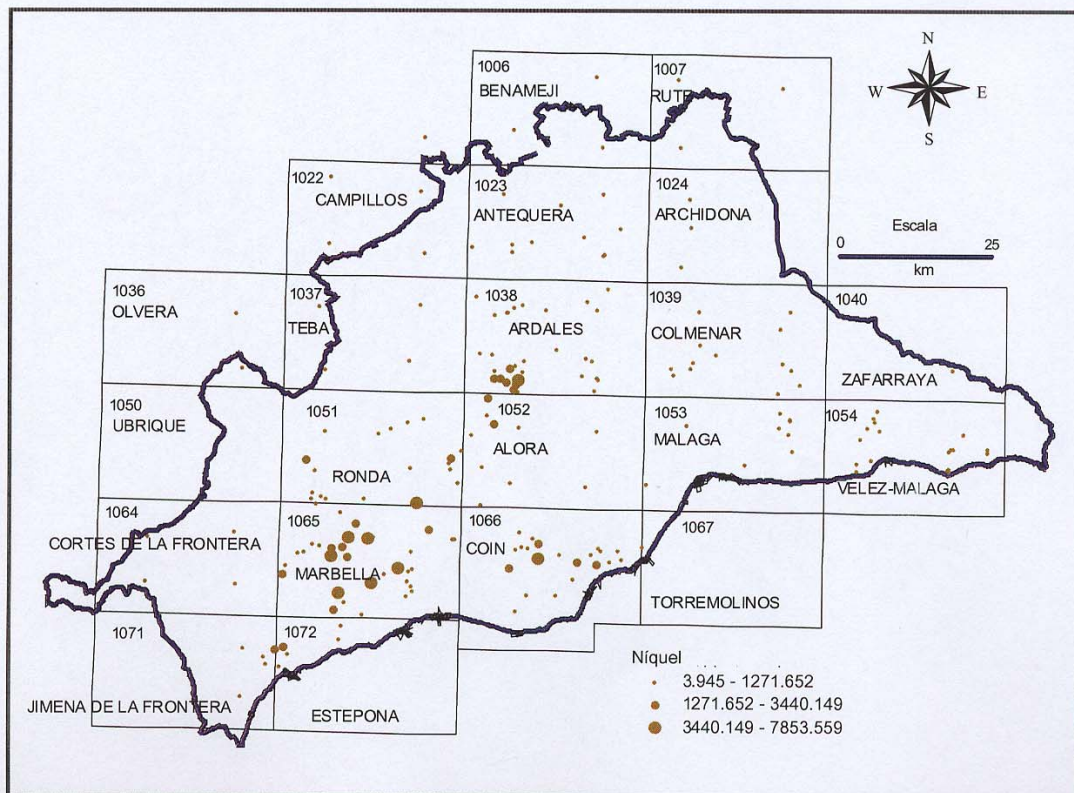 N
W E
S
1006
BENAMEJI
1007
RUTE
1022
CAMPILLOS
1023
ANTEQUERA
1024
ARCHIDONA
Escala
0 25
km
1036
OLVERA
1037
TEBA
1038
ARDALES
1039
COLMENAR
1040
ZAFARRAYA
1050
UBRIQUE
1051
RONDA
1052
ALORA
1053
MALAGA
1054
VELEZ-MALAGA
1064
CORTES DE LA FRONTERA
1065
MARBELLA
1066
COIN
1067
TORREMOLINOS
1071
JIMENA DE LA FRONTERA
1072
ESTEPONA
Níquel
3.945 - 1271.652
1271.652 - 3440.149
3440.149 - 7853.559